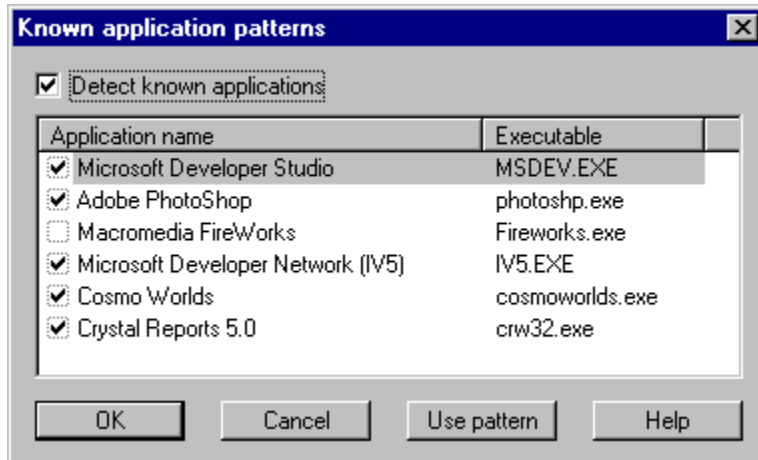 Known application patterns
Detect known applications
Application name Executable
Microsoft Developer Studio MSDEV.EXE
Adobe PhotoShop photoshp.exe
Macromedia FireWorks Fireworks.exe
Microsoft Developer Network (IV5) IV5.EXE
Cosmo Worlds cosmoworlds.exe
Crystal Reports 5.0 crw32.exe
OK Cancel Use pattern Help